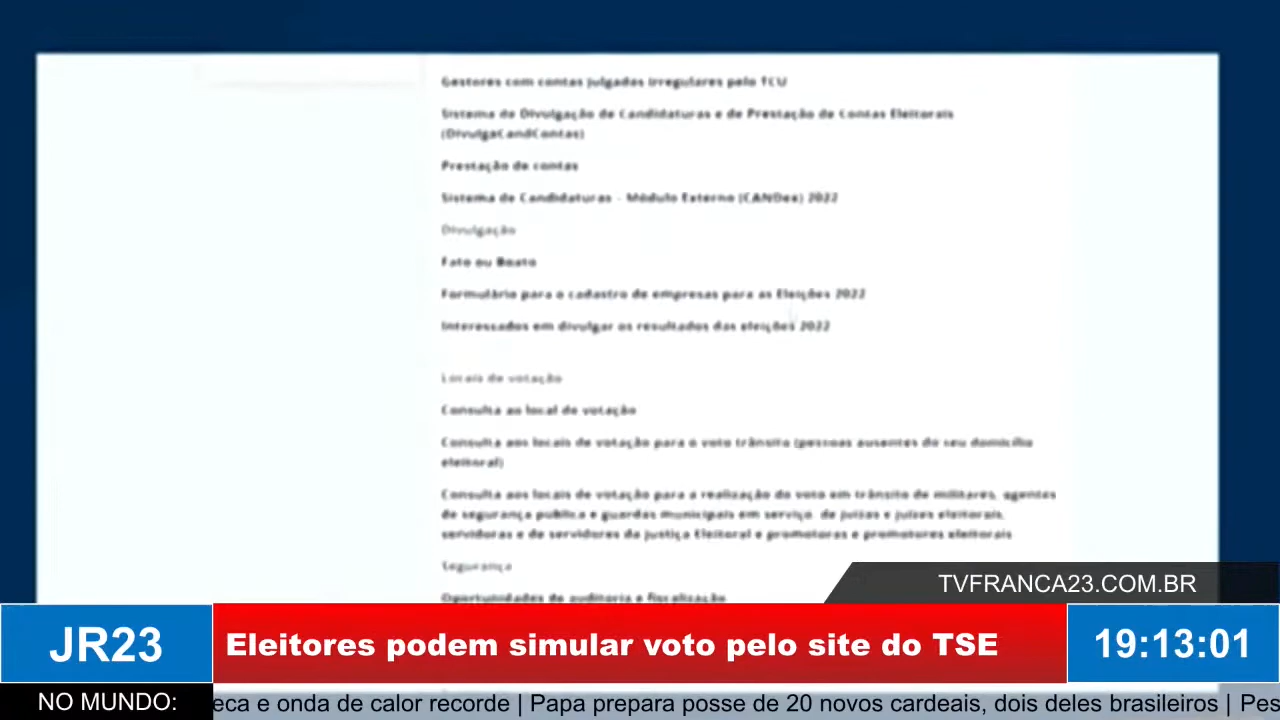 Gestores com contas julgadas irregulares pelo TCU
Sistema de Divulgação de Candidaturas e de Prestação de Contas Eleitorais
(DivulgaCandContas)
Prestação de contas
Sistema de Candidaturas - Módulo Externo (CANDex) 2022
Divulgação
Fato ou Boato
Formulário para o cadastro de empresas para as Eleições 2022
Interessados em divulgar os resultados das eleições 2022
Locais de votação
Consulta ao local de votação
Consulta aos locais de votação para o voto trânsito (pessoas ausentes do seu domicílio
eleitoral)
Consulta aos locais de votação para a realização do voto em trânsito de militares, agentes
de segurança pública e guardas municipais em serviço, de juízas e juízes eleitorais,
servidoras e de servidores da Justiça Eleitoral e promotoras e promotores eleitorais
Segurança
Oportunidades de auditoria e fiscalização
TVFRANCA23.COM.BR
JR23
Eleitores podem simular voto pelo site do TSE
19:13:01
NO MUNDO: eca e onda de calor recorde | Papa prepara posse de 20 novos cardeais, dois deles brasileiros | Pes